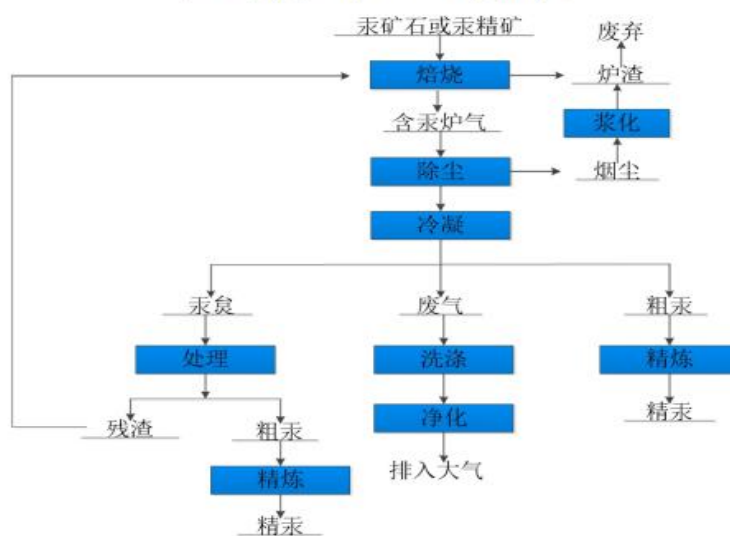 汞矿石或汞精矿
废弃
焙烧
炉渣
含汞炉气
浆化
除尘
烟尘
冷凝
汞炱
废气
粗汞
处理
洗涤
精炼
残渣
粗汞
净化
精汞
精炼
排入大气
精汞